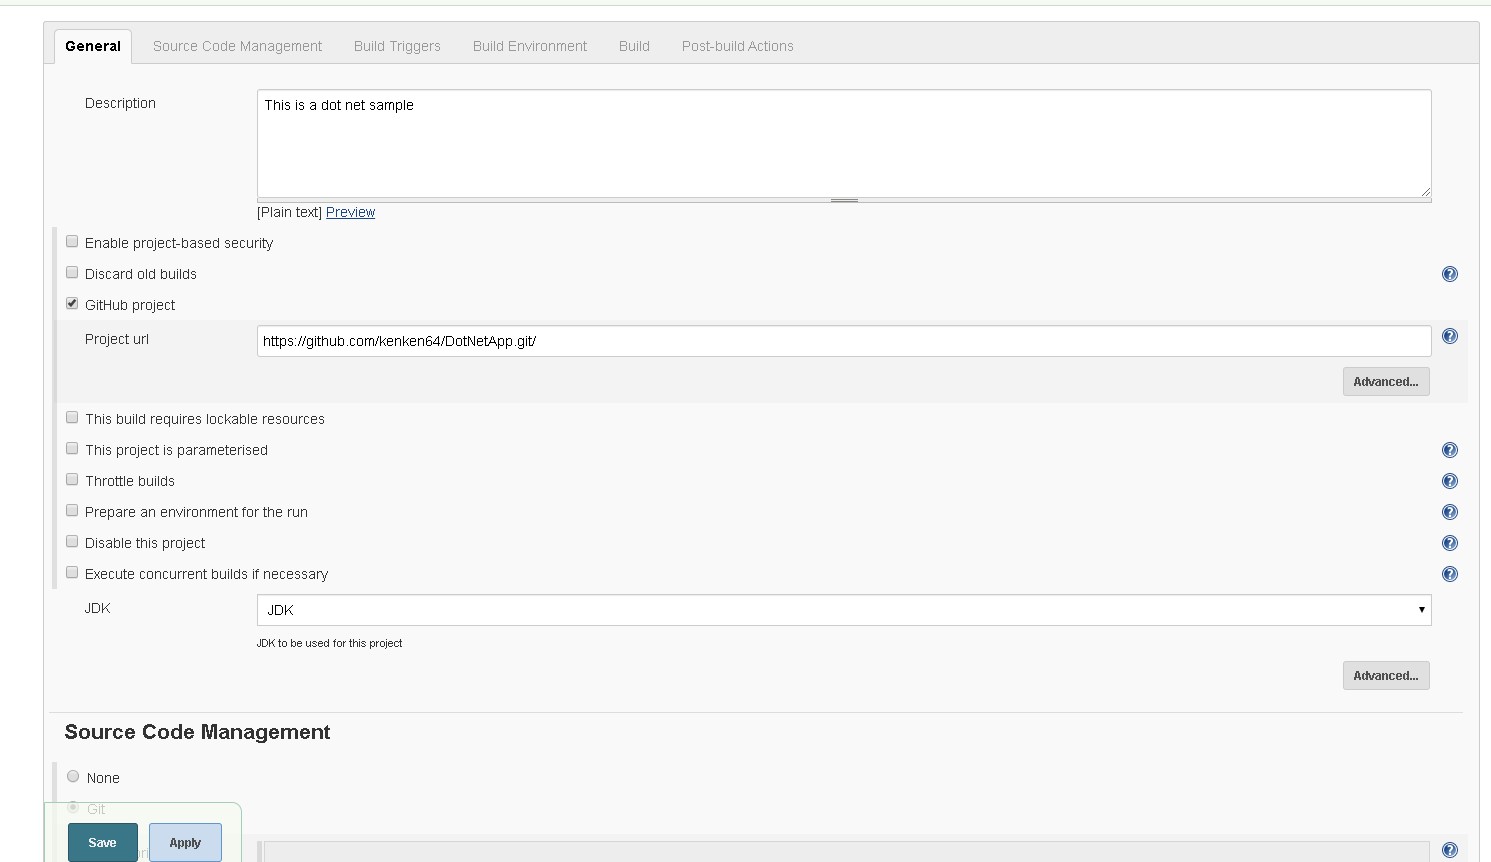 General Source Code Management Build Triggers Build Environment Build Post-build Actions
Description
This is a dot net sample
[Plain text] Preview
Enable project-based security
Discard old builds
GitHub project
Project url
https://github.com/kenken64/DotNetApp.git/
Advanced...
This build requires lockable resources
This project is parameterised
Throttle builds
Prepare an environment for the run
Disable this project
Execute concurrent builds if necessary
JDK
JDK
JDK to be used for this project
Advanced...
Source Code Management
None
Git
Save Apply